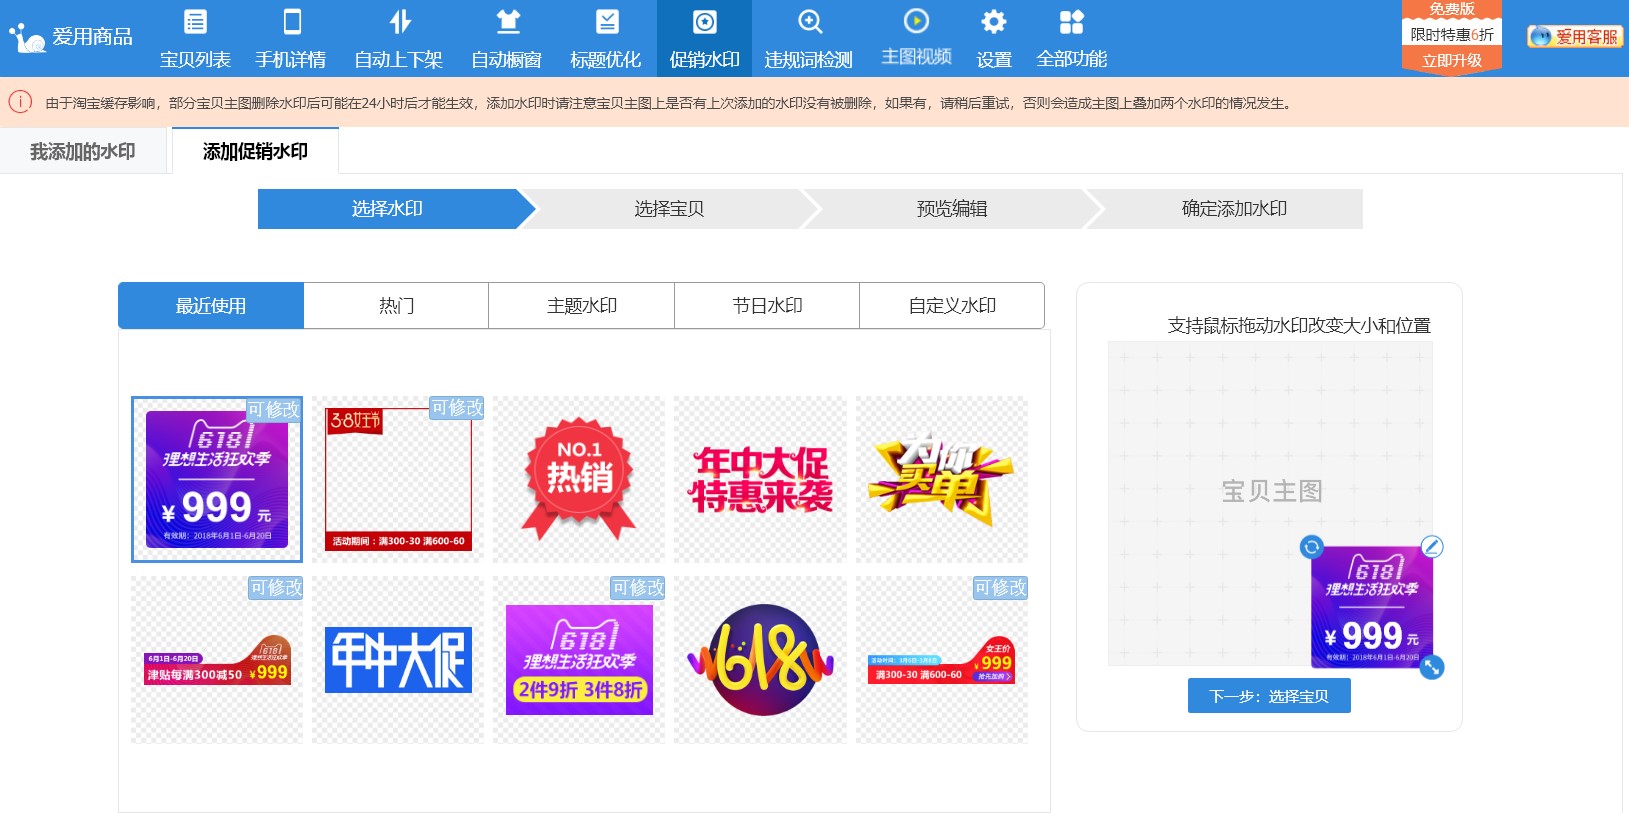 爱用商品
宝贝列表
手机详情
自动上下架
自动橱窗
标题优化
促销水印
违规词检测
主图视频
设置
全部功能
免费版
限时特惠6折
立即升级
爱用客服
由于淘宝缓存影响，部分宝贝主图删除水印后可能在24小时后才能生效，添加水印时请注意宝贝主图上是否有上次添加的水印没有被删除，如果有，请稍后重试，否则会造成主图上叠加两个水印的情况发生。
我添加的水印
添加促销水印
选择水印
选择宝贝
预览编辑
确定添加水印
最近使用
热门
主题水印
节日水印
自定义水印
支持鼠标拖动水印改变大小和位置
可修改
618
理想生活狂欢季
¥ 999 元
有效期：2018年6月1日-6月20日
可修改
3.8女王节
活动期间：满300-30 满600-60
NO.1
热销
年中大促
特惠来袭
为你
买单
宝贝主图
618
理想生活狂欢季
¥ 999 元
有效期：2018年6月1日-6月20日
下一步：选择宝贝
可修改
618
理想生活狂欢季
6月1日-6月20日
津贴每满300减50 ¥999
年中大促
可修改
618
理想生活狂欢季
2件9折 3件8折
618
可修改
女王价
¥999
满300-30 满600-60
抢先加购